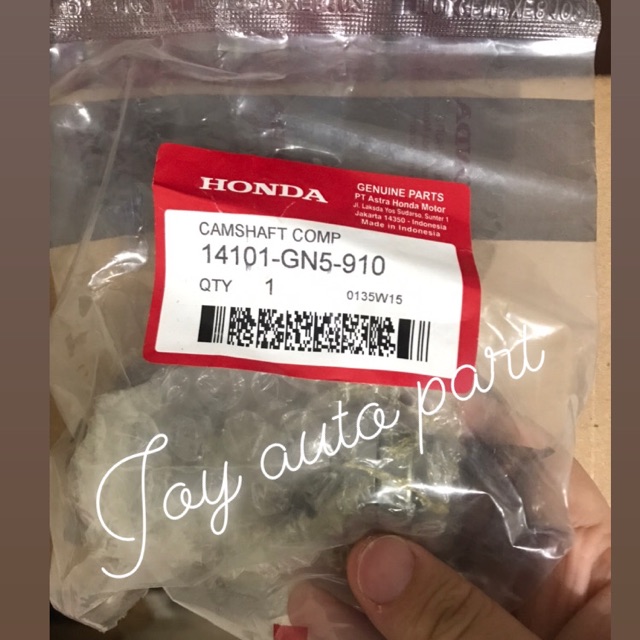 HONDA
GENUINE PARTS
PT Astra Honda Motor
Jl. Laksda Yos Sudarso, Sunter 1
Jakarta 14350 - Indonesia
Made in Indonesia
CAMSHAFT COMP
14101-GN5-910
QTY 1
0135W15
Joy auto part